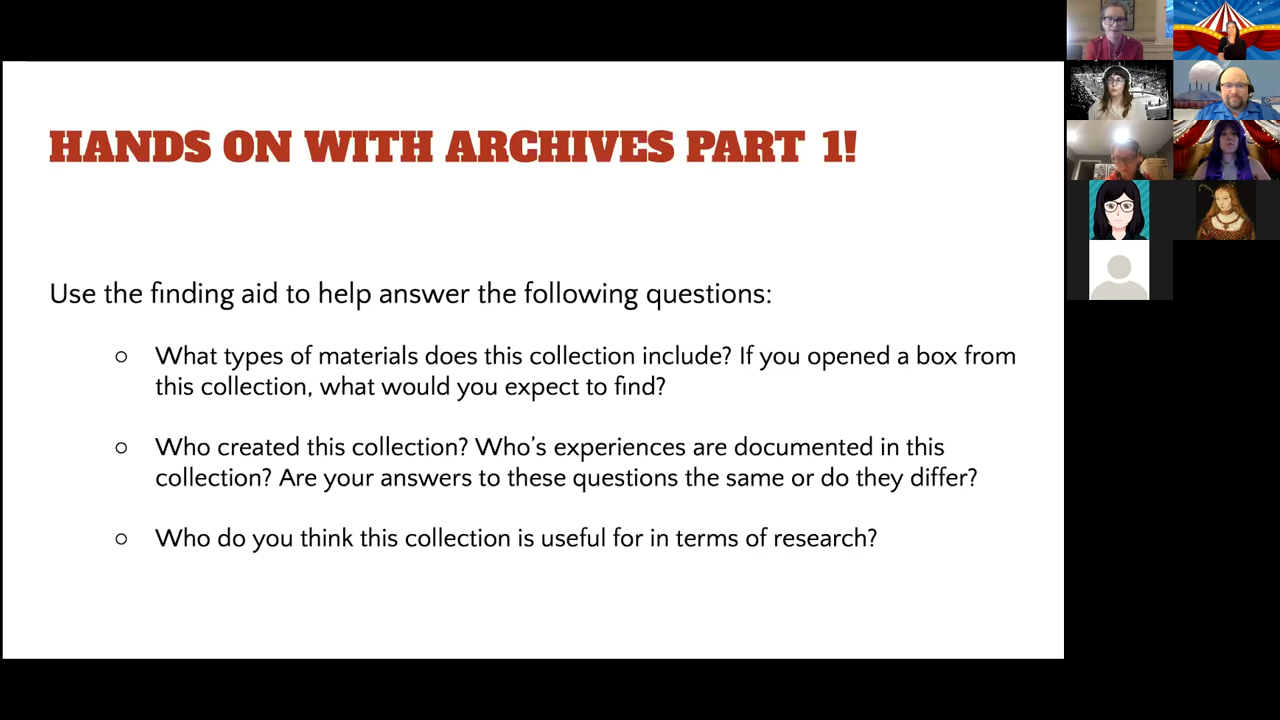 HANDS ON WITH ARCHIVES PART 1!
Use the finding aid to help answer the following questions:
○ What types of materials does this collection include? If you opened a box from
this collection, what would you expect to find?
○ Who created this collection? Who's experiences are documented in this
collection? Are your answers to these questions the same or do they differ?
○ Who do you think this collection is useful for in terms of research?